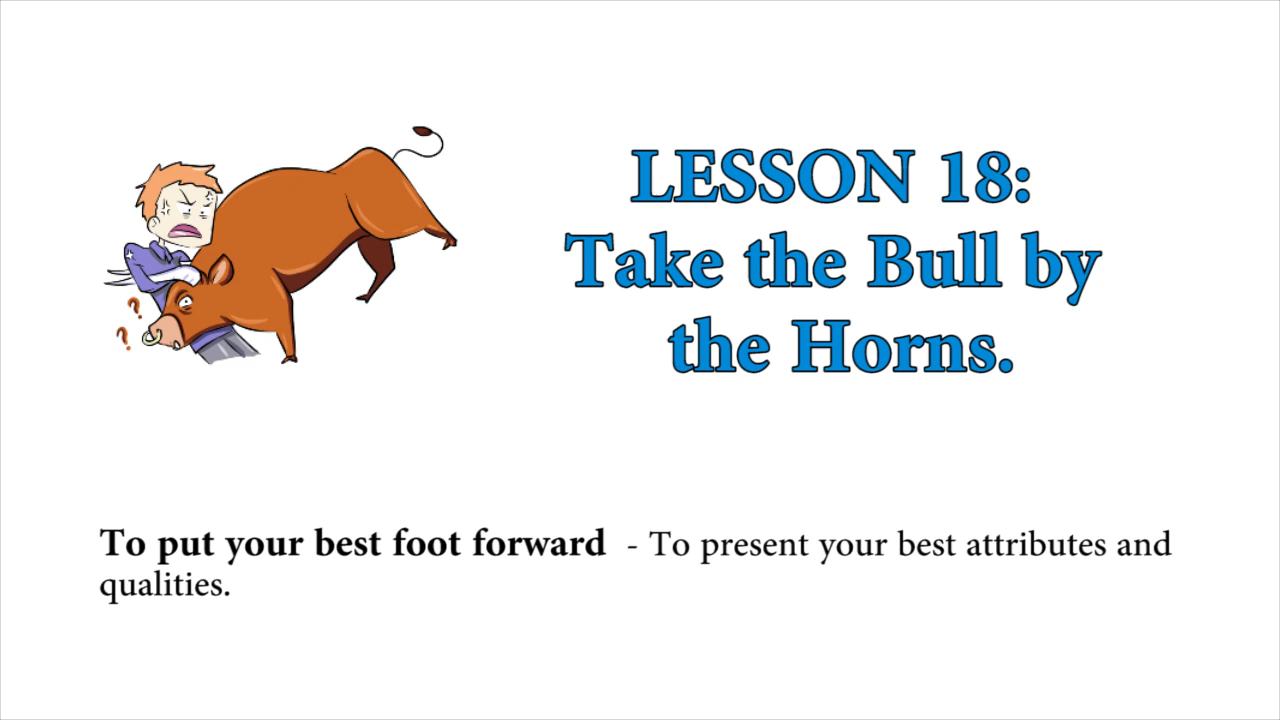 LESSON 18:
Take the Bull by
the Horns.
? ?
To put your best foot forward - To present your best attributes and
qualities.